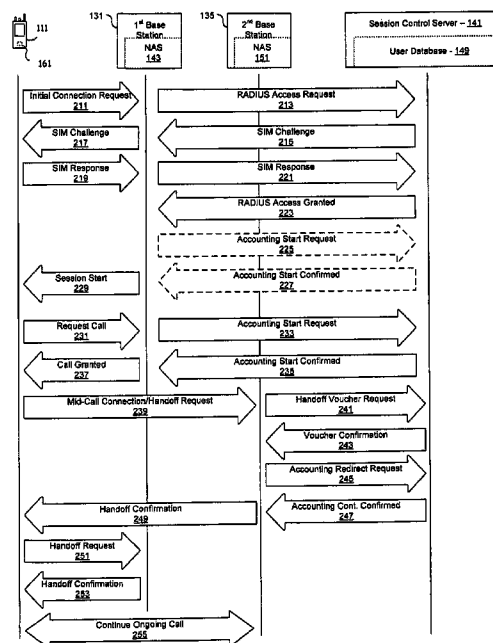 111
161
131
1st Base
Station
NAS
143
135
2nd Base
Station
NAS
151
Session Control Server - 141
User Database - 149
Initial Connection Request
211
RADIUS Access Request
213
SIM Challenge
217
SIM Challenge
215
SIM Response
219
SIM Response
221
RADIUS Access Granted
223
Accounting Start Request
225
Accounting Start Confirmed
227
Session Start
229
Request Call
231
Accounting Start Request
233
Call Granted
237
Accounting Start Confirmed
235
Mid-Call Connection/Handoff Request
239
Handoff Voucher Request
241
Voucher Confirmation
243
Accounting Redirect Request
245
Handoff Confirmation
249
Accounting Cont. Confirmed
247
Handoff Request
251
Handoff Confirmation
253
Continue Ongoing Call
255